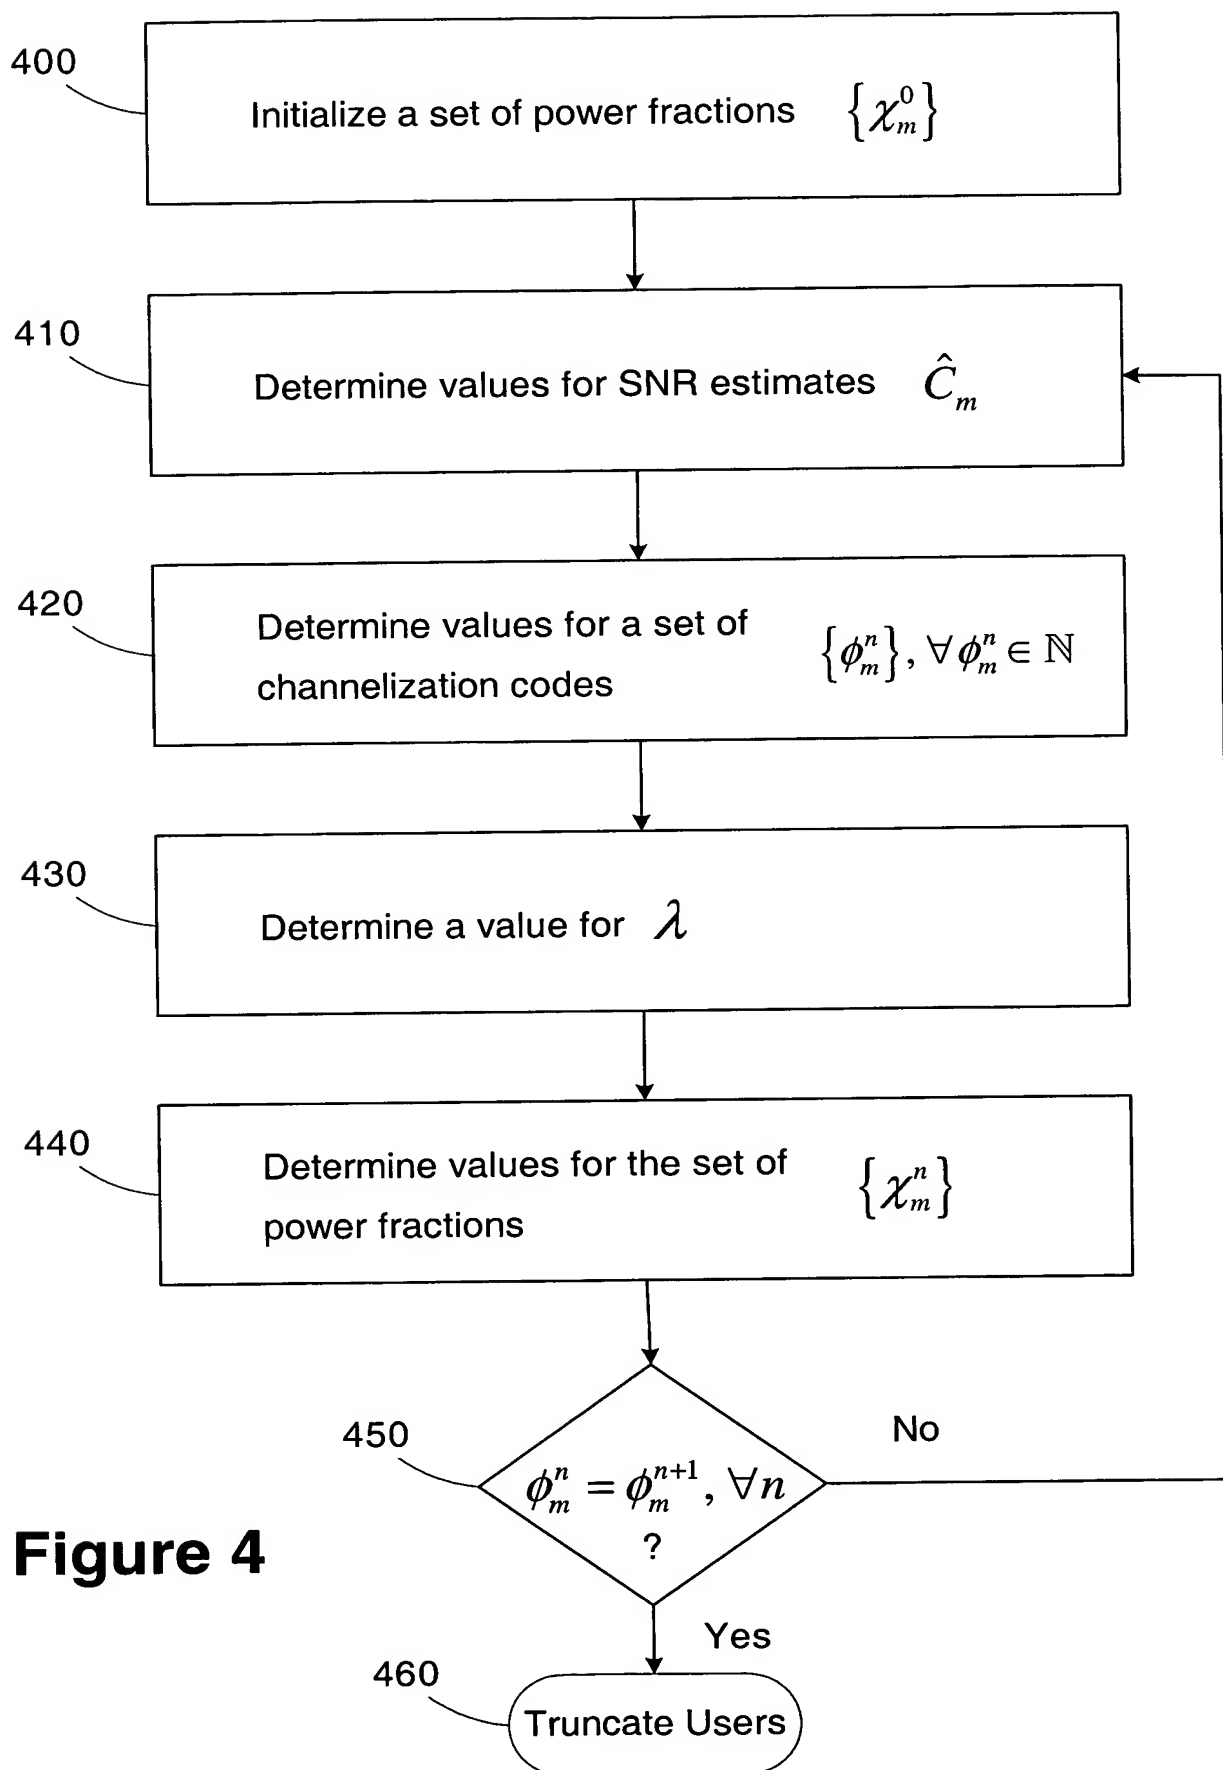 400
Initialize a set of power fractions {χ_m^0}
410
Determine values for SNR estimates Ĉ_m
420
Determine values for a set of
channelization codes
{ϕ_m^n}, ∀ϕ_m^n ∈ ℕ
430
Determine a value for λ
440
Determine values for the set of
power fractions
{χ_m^n}
450
No
ϕ_m^n = ϕ_m^{n+1}, ∀n
?
Figure 4
Yes
460
Truncate Users